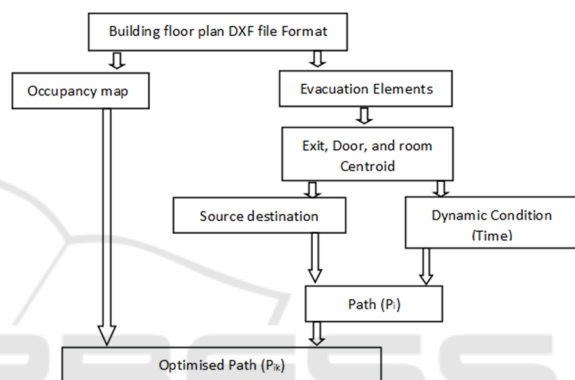 Building floor plan DXF file Format
Occupancy map
Evacuation Elements
Exit, Door, and room
Centroid
Source destination
Dynamic Condition
(Time)
Path (Pi)
Optimised Path (Pik)